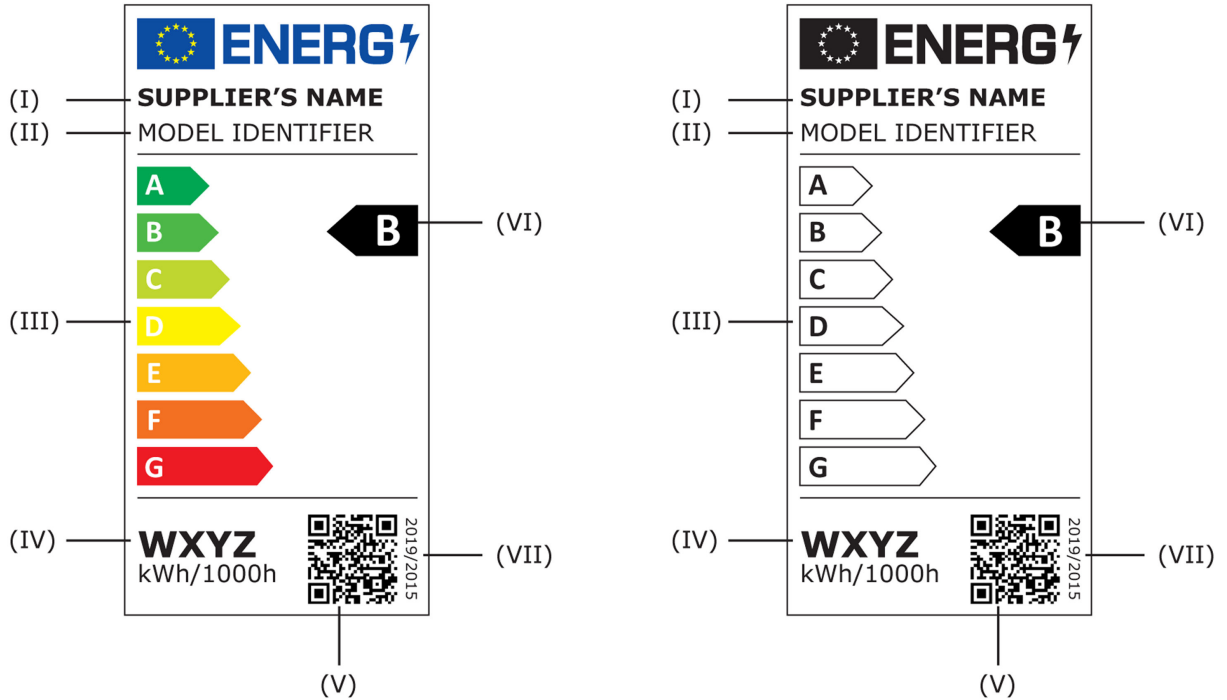 ENERG
(I) SUPPLIER'S NAME
(II) MODEL IDENTIFIER
A
B
B (VI)
C
(III) D
E
F
G
(IV) WXYZ
kWh/1000h
2019/2015 (VII)
(V)
ENERG
(I) SUPPLIER'S NAME
(II) MODEL IDENTIFIER
A
B
B (VI)
C
(III) D
E
F
G
(IV) WXYZ
kWh/1000h
2019/2015 (VII)
(V)